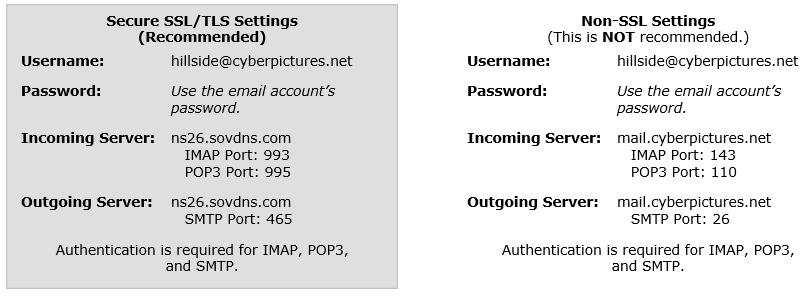 Secure SSL/TLS Settings
(Recommended)
Username: hillside@cyberpictures.net
Password: Use the email account's
password.
Incoming Server: ns26.sovdns.com
IMAP Port: 993
POP3 Port: 995
Outgoing Server: ns26.sovdns.com
SMTP Port: 465
Authentication is required for IMAP, POP3,
and SMTP.
Non-SSL Settings
(This is NOT recommended.)
Username: hillside@cyberpictures.net
Password: Use the email account's
password.
Incoming Server: mail.cyberpictures.net
IMAP Port: 143
POP3 Port: 110
Outgoing Server: mail.cyberpictures.net
SMTP Port: 26
Authentication is required for IMAP, POP3,
and SMTP.